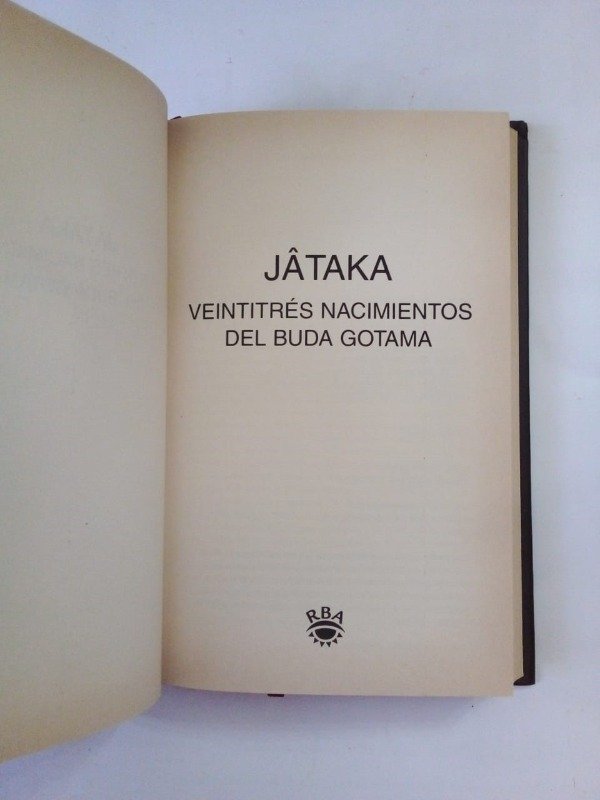 JÂTAKA
VEINTITRÉS NACIMIENTOS
DEL BUDA GOTAMA
RBA